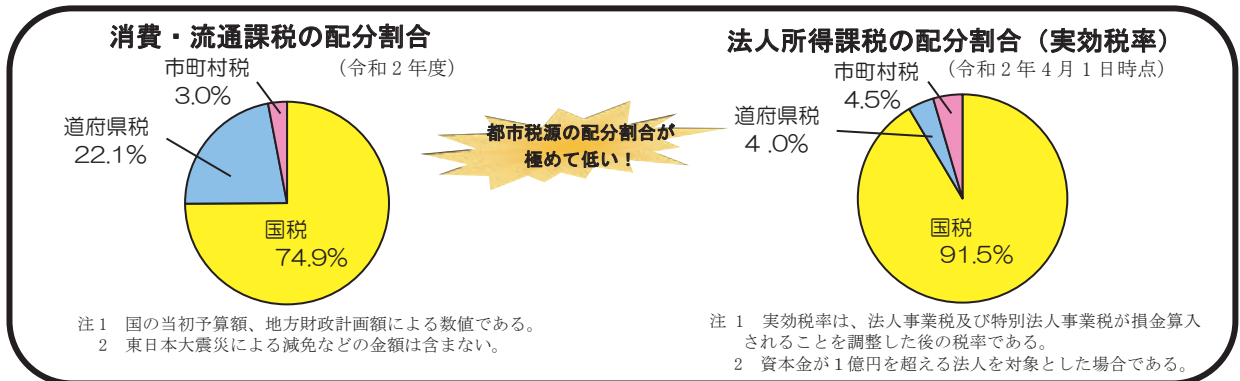 消費・流通課税の配分割合
（令和２年度）
市町村税
3.0%
道府県税
22.1%
国税
74.9%
注１　国の当初予算額、地方財政計画額による数値である。
２　東日本大震災による減免などの金額は含まない。
都市税源の配分割合が
極めて低い！
法人所得課税の配分割合（実効税率）
（令和２年４月１日時点）
市町村税
4.5%
道府県税
4.0%
国税
91.5%
注 １　実効税率は、法人事業税及び特別法人事業税が損金算入
されることを調整した後の税率である。
２　資本金が１億円を超える法人を対象とした場合である。